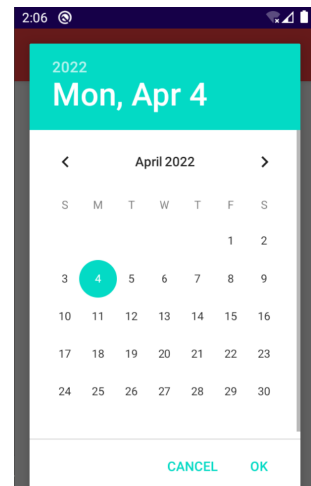 2:06
2022
Mon, Apr 4
April 2022
S M T W T F S
1 2
3 4 5 6 7 8 9
10 11 12 13 14 15 16
17 18 19 20 21 22 23
24 25 26 27 28 29 30
CANCEL OK